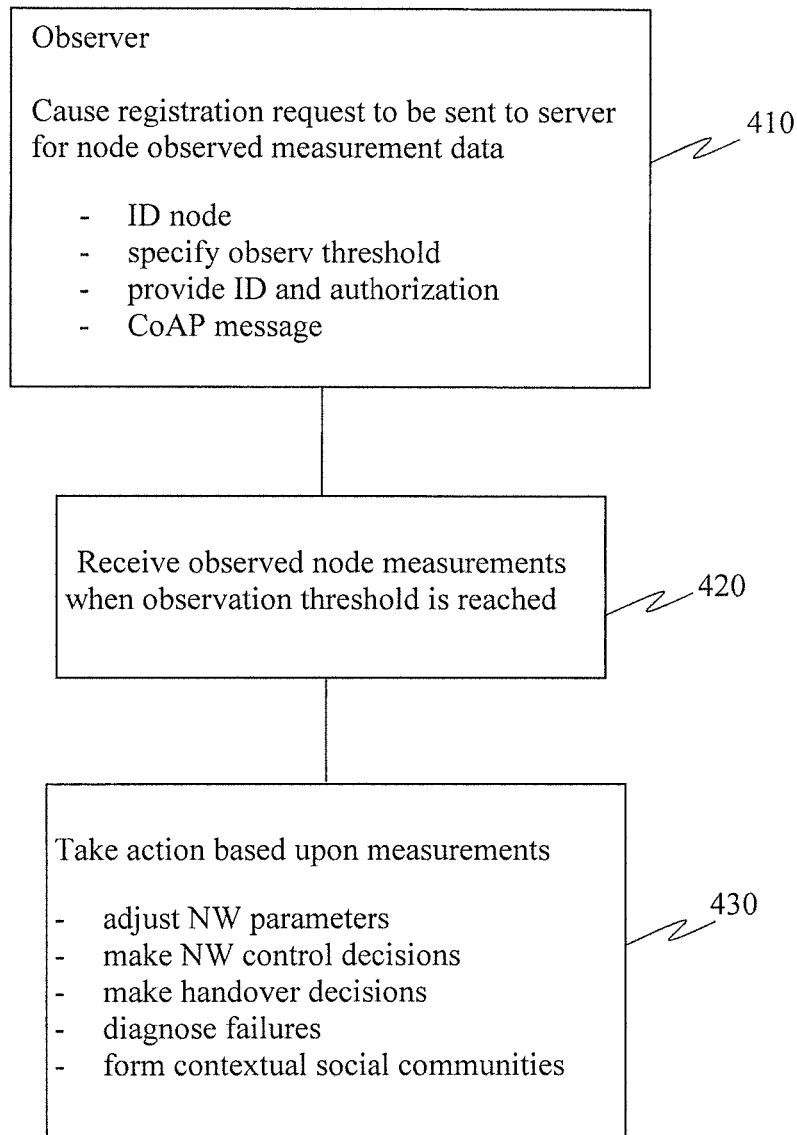 Observer
Cause registration request to be sent to server
for node observed measurement data
- ID node
- specify observ threshold
- provide ID and authorization
- CoAP message
410
Receive observed node measurements
when observation threshold is reached
420
Take action based upon measurements
- adjust NW parameters
- make NW control decisions
- make handover decisions
- diagnose failures
- form contextual social communities
430